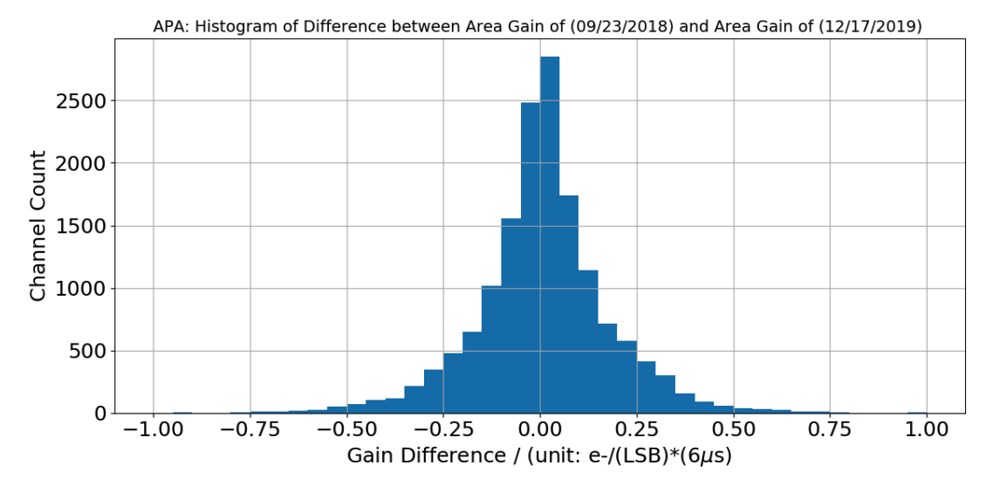 APA: Histogram of Difference between Area Gain of (09/23/2018) and Area Gain of (12/17/2019)
2500
2000
1500
1000
500
0
Channel Count
−1.00 −0.75 −0.50 −0.25 0.00 0.25 0.50 0.75 1.00
Gain Difference / (unit: e-/(LSB)*(6μs)